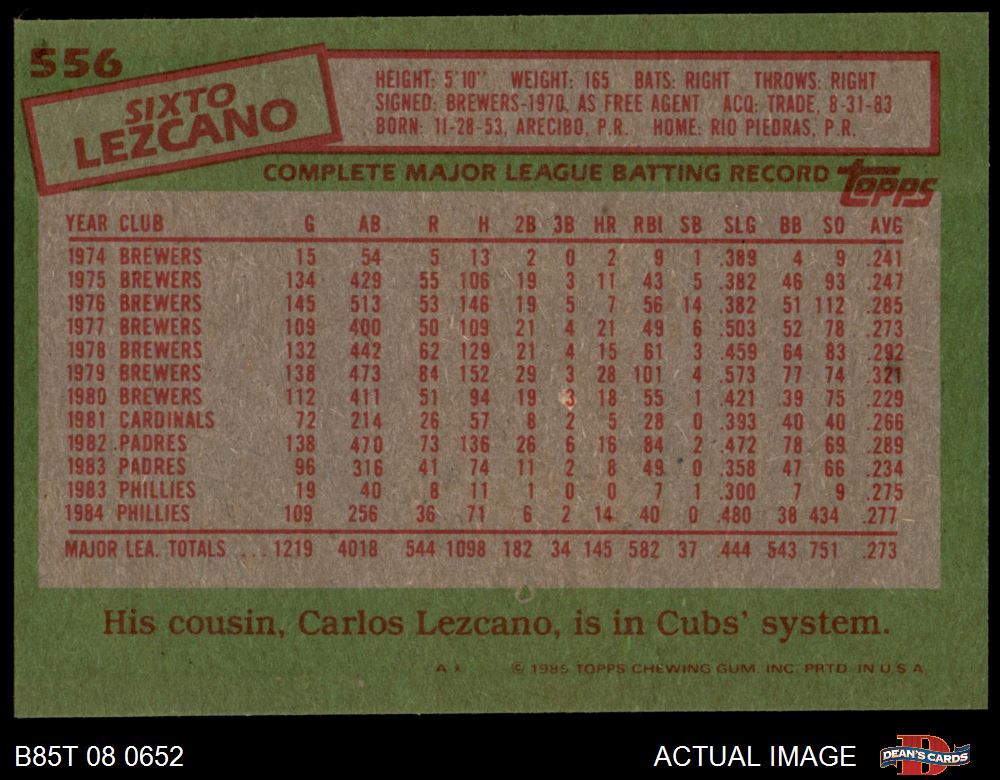 556
SIXTO
LEZCANO
HEIGHT: 5'10" WEIGHT: 165 BATS: RIGHT THROWS: RIGHT
SIGNED: BREWERS-1970, AS FREE AGENT ACQ: TRADE, 8-31-83
BORN: 11-28-53, ARECIBO, P.R. HOME: RIO PIEDRAS, P.R.
COMPLETE MAJOR LEAGUE BATTING RECORD topps
YEAR CLUB G AB R H 2B 3B HR RBI SB SLG BB SO AVG
1974 BREWERS 15 54 5 13 2 0 2 9 1 .389 4 9 .241
1975 BREWERS 134 429 55 106 19 3 11 43 5 .382 46 93 .247
1976 BREWERS 145 513 53 146 19 5 7 56 14 .382 51 112 .285
1977 BREWERS 109 400 50 109 21 4 21 49 6 .503 52 78 .273
1978 BREWERS 132 442 62 129 21 4 15 61 3 .459 64 83 .292
1979 BREWERS 138 473 84 152 29 3 28 101 4 .573 77 74 .321
1980 BREWERS 112 411 51 94 19 3 18 55 1 .421 39 75 .229
1981 CARDINALS 72 214 26 57 8 2 5 28 0 .393 40 40 .266
1982 PADRES 138 470 73 136 26 6 16 84 2 .472 78 69 .289
1983 PADRES 96 316 41 74 11 2 8 49 0 .358 47 66 .234
1983 PHILLIES 19 40 8 11 1 0 0 7 1 .300 7 9 .275
1984 PHILLIES 109 256 36 71 6 2 14 40 0 .480 38 434 .277
MAJOR LEA. TOTALS .... 1219 4018 544 1098 182 34 145 582 37 .444 543 751 .273
His cousin, Carlos Lezcano, is in Cubs' system.
A * © 1985 TOPPS CHEWING GUM. INC. PRTD. IN U.S.A.
B85T 08 0652 ACTUAL IMAGE DEAN'S CARDS